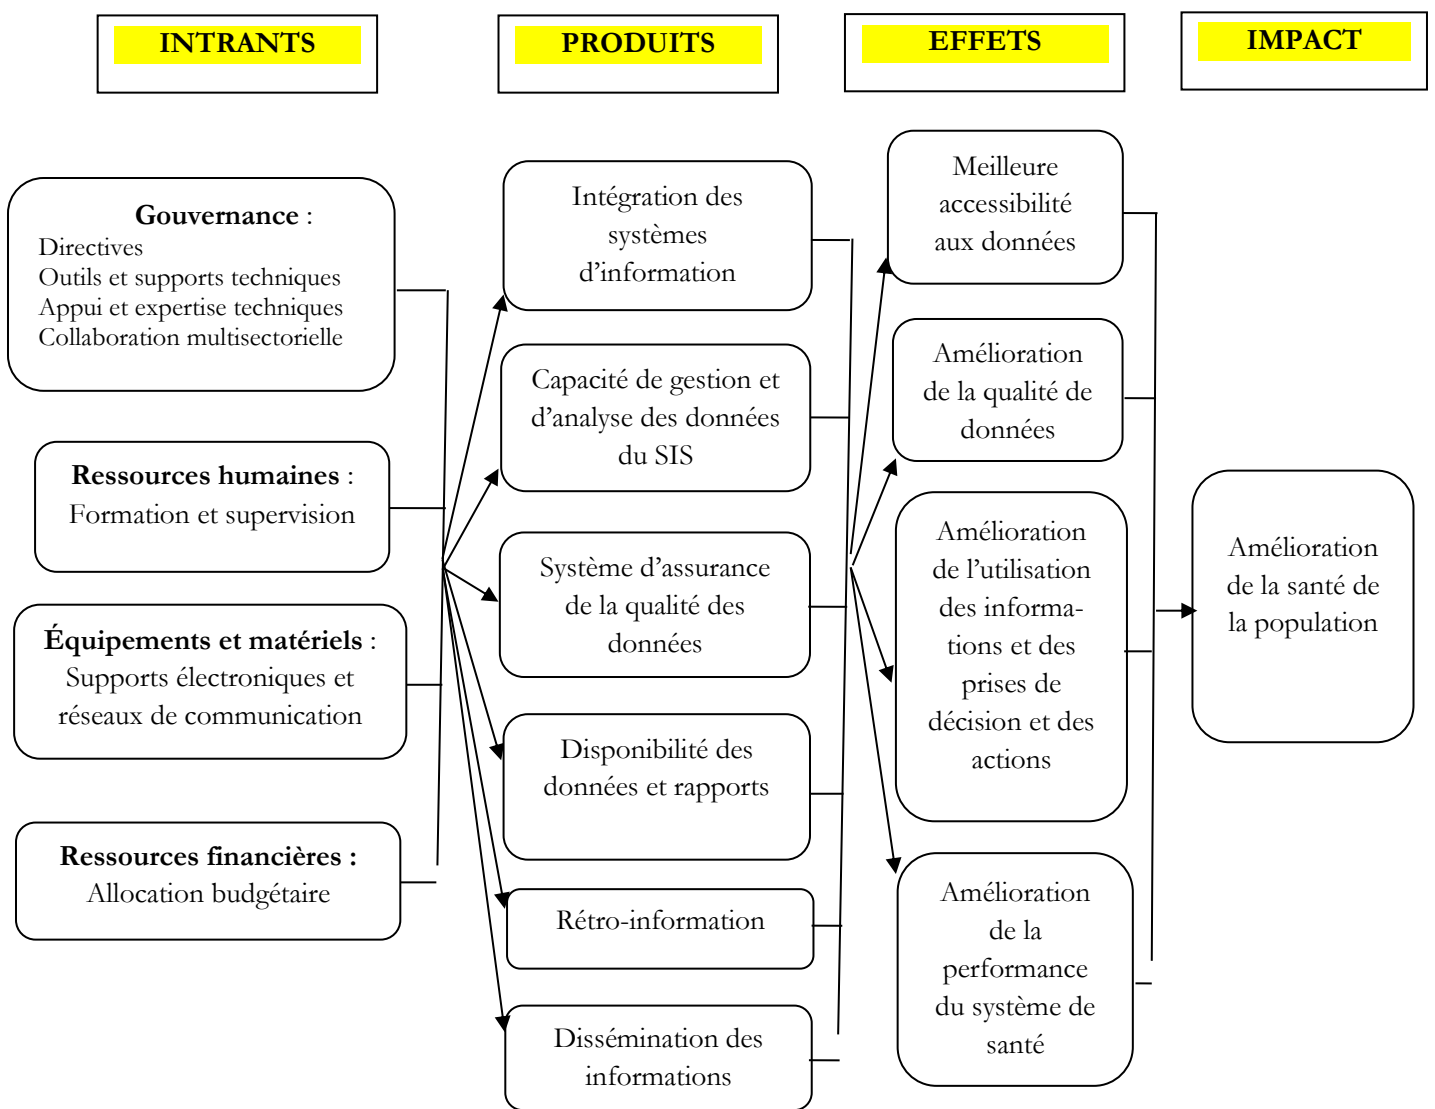 INTRANTS
PRODUITS
EFFETS
IMPACT
Gouvernance :
Directives
Outils et supports techniques
Appui et expertise techniques
Collaboration multisectorielle
Ressources humaines :
Formation et supervision
Équipements et matériels :
Supports électroniques et
réseaux de communication
Ressources financières :
Allocation budgétaire
Intégration des
systèmes
d’information
Capacité de gestion et
d’analyse des données
du SIS
Système d’assurance
de la qualité des
données
Disponibilité des
données et rapports
Rétro-information
Dissémination des
informations
Meilleure
accessibilité
aux données
Amélioration
de la qualité de
données
Amélioration
de l’utilisation
des informa-
tions et des
prises de
décision et des
actions
Amélioration
de la
performance
du système de
santé
Amélioration
de la santé de
la population